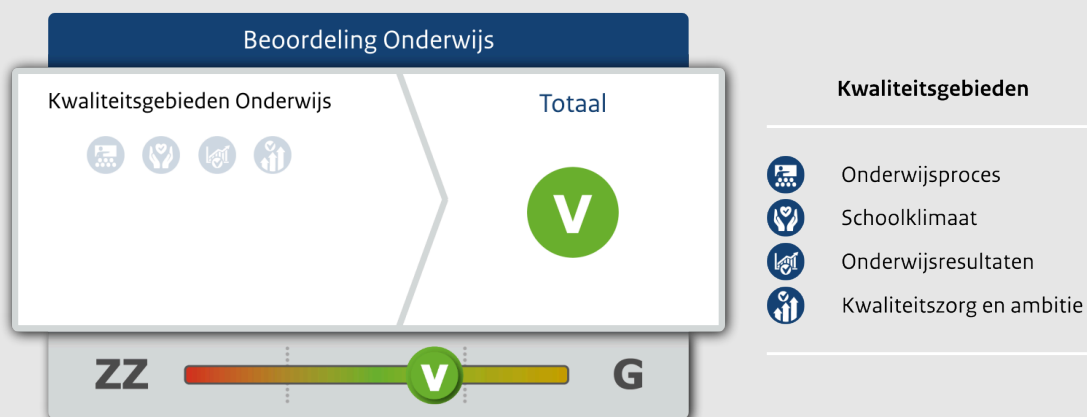 Beoordeling Onderwijs
Kwaliteitsgebieden Onderwijs
Totaal
V
ZZ
V
G
Kwaliteitsgebieden
Onderwijsproces
Schoolklimaat
Onderwijsresultaten
Kwaliteitszorg en ambitie